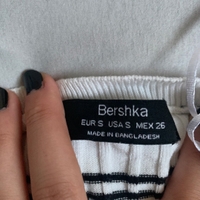 Bershka
EUR S USA S MEX 26
MADE IN BANGLADESH